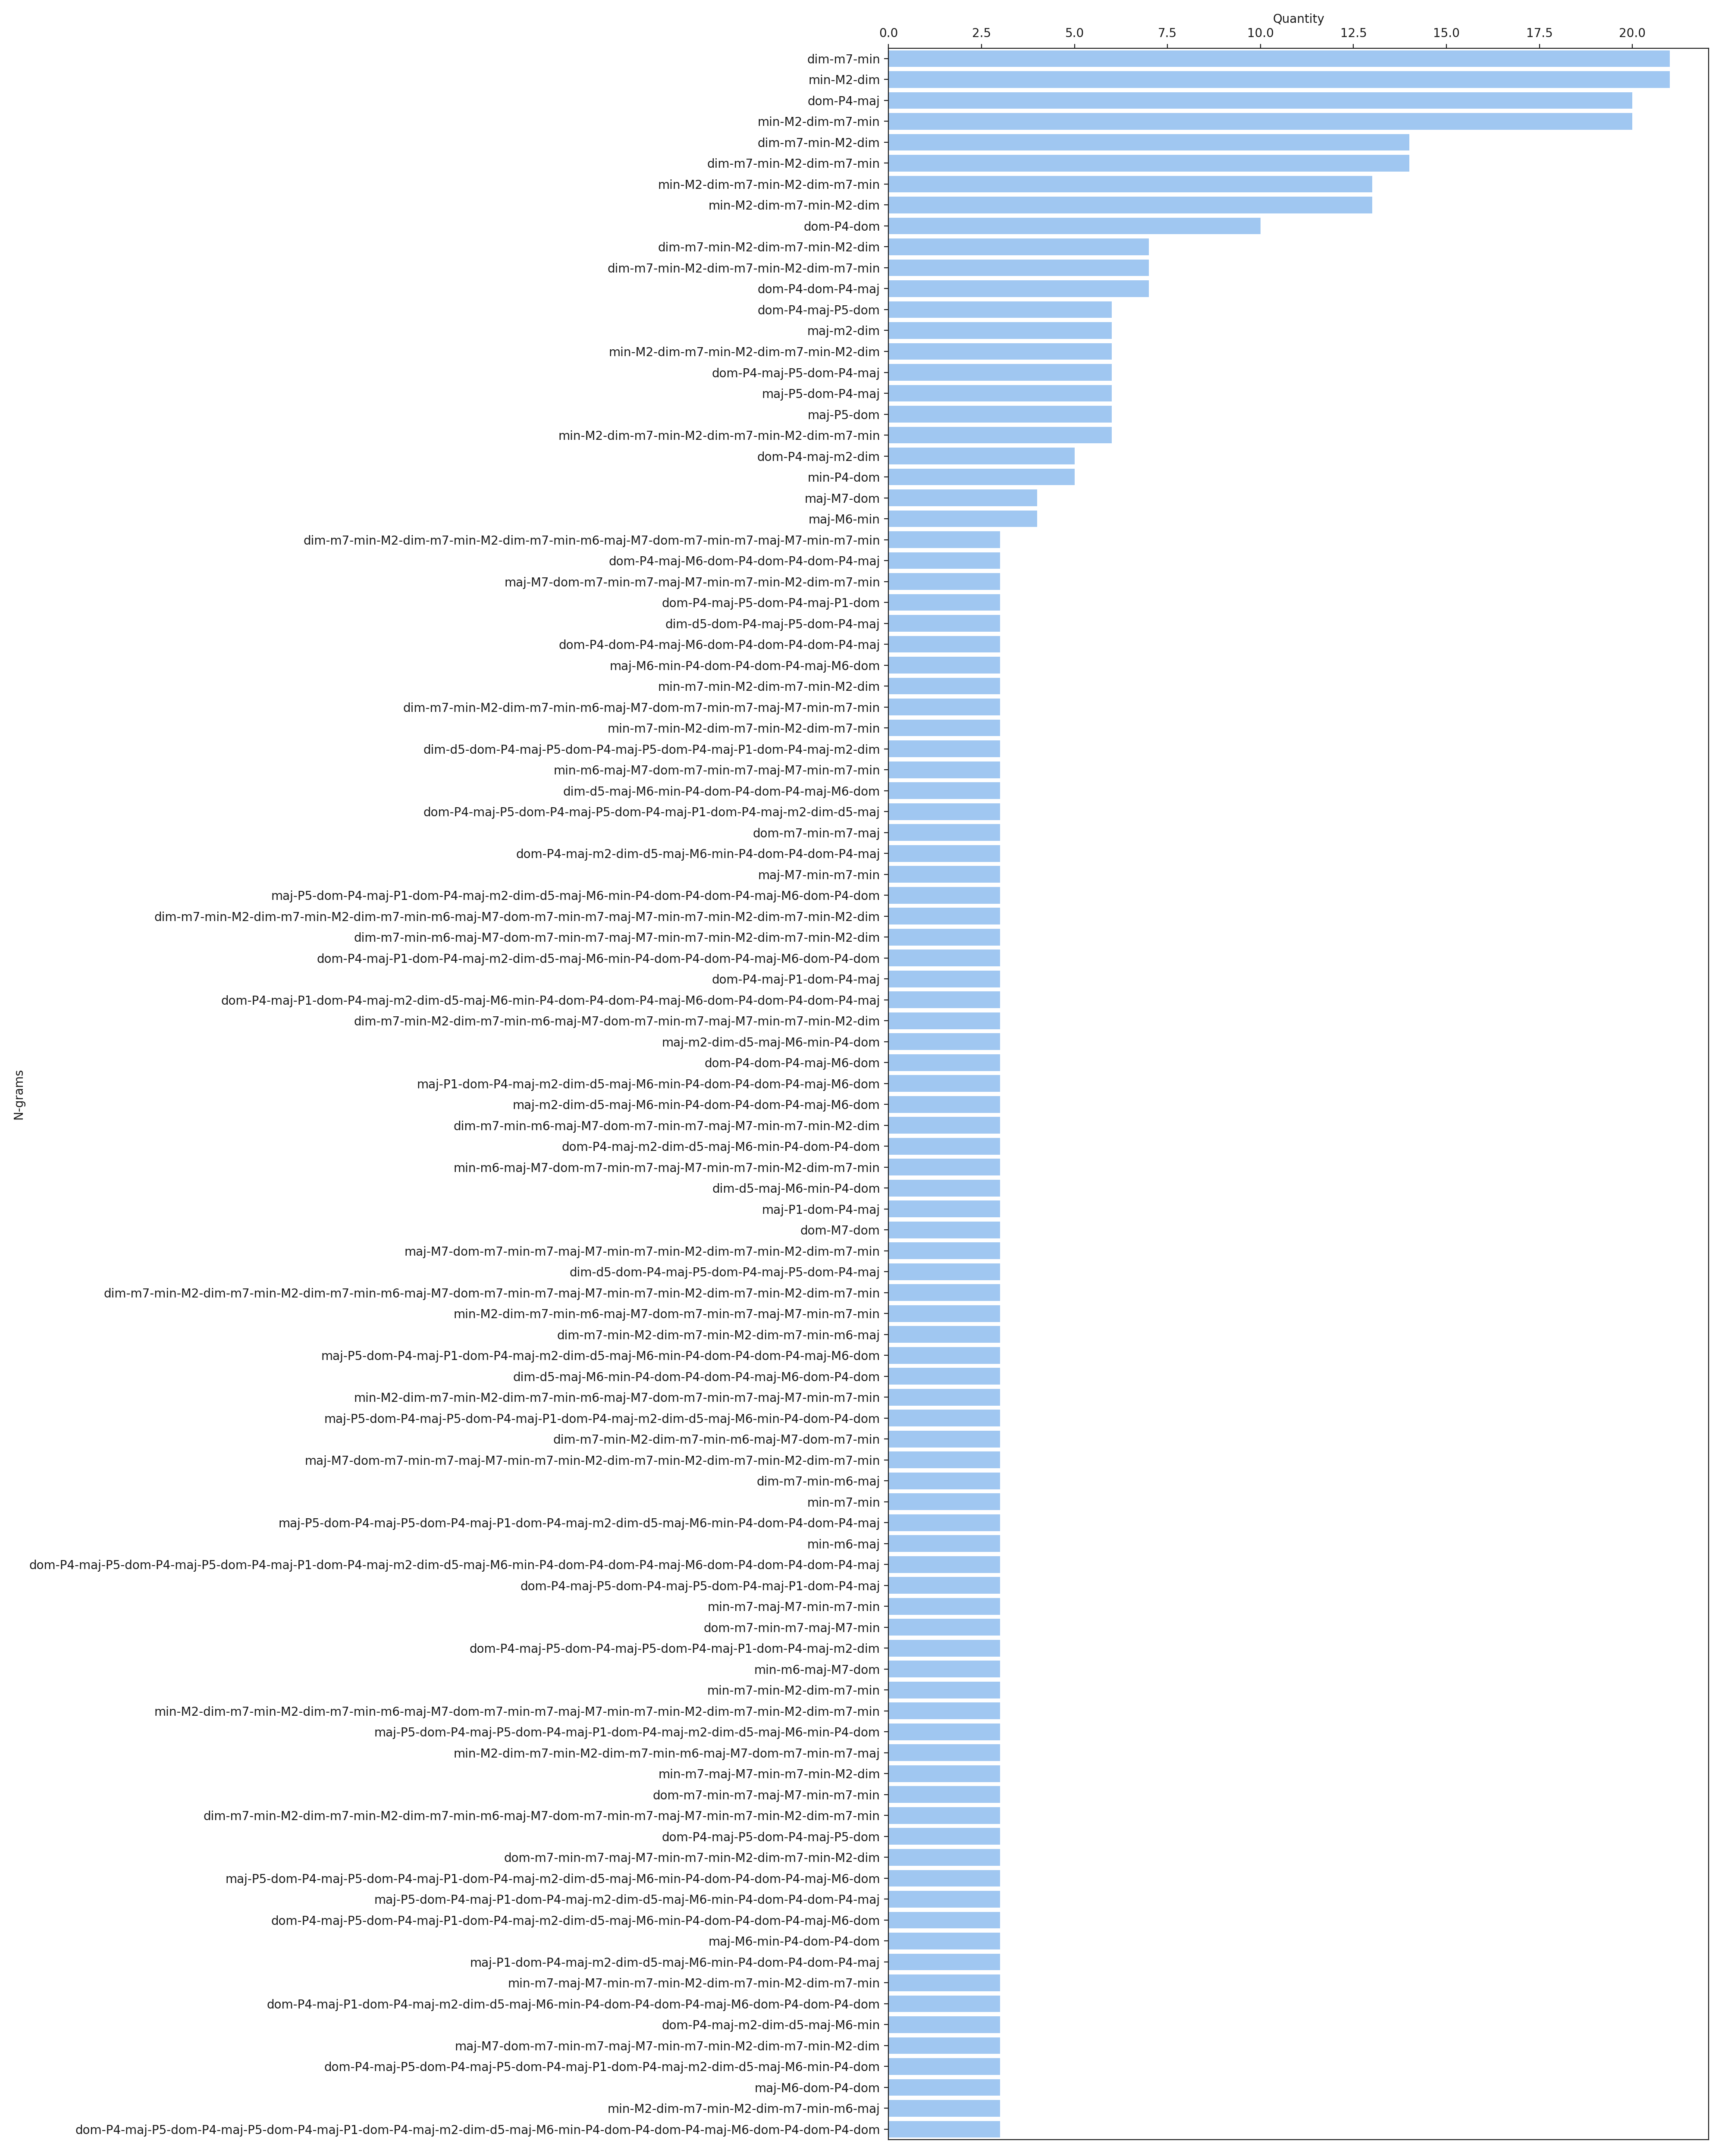 Quantity
0.0 2.5 5.0 7.5 10.0 12.5 15.0 17.5 20.0
dim-m7-min
min-M2-dim
dom-P4-maj
min-M2-dim-m7-min
dim-m7-min-M2-dim
dim-m7-min-M2-dim-m7-min
min-M2-dim-m7-min-M2-dim-m7-min
min-M2-dim-m7-min-M2-dim
dom-P4-dom
dim-m7-min-M2-dim-m7-min-M2-dim
dim-m7-min-M2-dim-m7-min-M2-dim-m7-min
dom-P4-dom-P4-maj
dom-P4-maj-P5-dom
maj-m2-dim
min-M2-dim-m7-min-M2-dim-m7-min-M2-dim
dom-P4-maj-P5-dom-P4-maj
maj-P5-dom-P4-maj
maj-P5-dom
min-M2-dim-m7-min-M2-dim-m7-min-M2-dim-m7-min
dom-P4-maj-m2-dim
min-P4-dom
maj-M7-dom
maj-M6-min
dim-m7-min-M2-dim-m7-min-M2-dim-m7-min-m6-maj-M7-dom-m7-min-m7-maj-M7-min-m7-min
dom-P4-maj-M6-dom-P4-dom-P4-dom-P4-maj
maj-M7-dom-m7-min-m7-maj-M7-min-m7-min-M2-dim-m7-min
dom-P4-maj-P5-dom-P4-maj-P1-dom
dim-d5-dom-P4-maj-P5-dom-P4-maj
dom-P4-dom-P4-maj-M6-dom-P4-dom-P4-dom-P4-maj
maj-M6-min-P4-dom-P4-dom-P4-maj-M6-dom
min-m7-min-M2-dim-m7-min-M2-dim
dim-m7-min-M2-dim-m7-min-m6-maj-M7-dom-m7-min-m7-maj-M7-min-m7-min
min-m7-min-M2-dim-m7-min-M2-dim-m7-min
dim-d5-dom-P4-maj-P5-dom-P4-maj-P5-dom-P4-maj-P1-dom-P4-maj-m2-dim
min-m6-maj-M7-dom-m7-min-m7-maj-M7-min-m7-min
dim-d5-maj-M6-min-P4-dom-P4-dom-P4-maj-M6-dom
dom-P4-maj-P5-dom-P4-maj-P5-dom-P4-maj-P1-dom-P4-maj-m2-dim-d5-maj
dom-m7-min-m7-maj
dom-P4-maj-m2-dim-d5-maj-M6-min-P4-dom-P4-dom-P4-maj
maj-M7-min-m7-min
maj-P5-dom-P4-maj-P1-dom-P4-maj-m2-dim-d5-maj-M6-min-P4-dom-P4-dom-P4-maj-M6-dom-P4-dom
dim-m7-min-M2-dim-m7-min-M2-dim-m7-min-m6-maj-M7-dom-m7-min-m7-maj-M7-min-m7-min-M2-dim-m7-min-M2-dim
dim-m7-min-m6-maj-M7-dom-m7-min-m7-maj-M7-min-m7-min-M2-dim-m7-min-M2-dim
dom-P4-maj-P1-dom-P4-maj-m2-dim-d5-maj-M6-min-P4-dom-P4-dom-P4-maj-M6-dom-P4-dom
dom-P4-maj-P1-dom-P4-maj
dom-P4-maj-P1-dom-P4-maj-m2-dim-d5-maj-M6-min-P4-dom-P4-dom-P4-maj-M6-dom-P4-dom-P4-dom-P4-maj
dim-m7-min-M2-dim-m7-min-m6-maj-M7-dom-m7-min-m7-maj-M7-min-m7-min-M2-dim
maj-m2-dim-d5-maj-M6-min-P4-dom
dom-P4-dom-P4-maj-M6-dom
maj-P1-dom-P4-maj-m2-dim-d5-maj-M6-min-P4-dom-P4-dom-P4-maj-M6-dom
maj-m2-dim-d5-maj-M6-min-P4-dom-P4-dom-P4-maj-M6-dom
dim-m7-min-m6-maj-M7-dom-m7-min-m7-maj-M7-min-m7-min-M2-dim
dom-P4-maj-m2-dim-d5-maj-M6-min-P4-dom-P4-dom
min-m6-maj-M7-dom-m7-min-m7-maj-M7-min-m7-min-M2-dim-m7-min
dim-d5-maj-M6-min-P4-dom
maj-P1-dom-P4-maj
dom-M7-dom
maj-M7-dom-m7-min-m7-maj-M7-min-m7-min-M2-dim-m7-min-M2-dim-m7-min
dim-d5-dom-P4-maj-P5-dom-P4-maj-P5-dom-P4-maj
dim-m7-min-M2-dim-m7-min-M2-dim-m7-min-m6-maj-M7-dom-m7-min-m7-maj-M7-min-m7-min-M2-dim-m7-min-M2-dim-m7-min
min-M2-dim-m7-min-m6-maj-M7-dom-m7-min-m7-maj-M7-min-m7-min
dim-m7-min-M2-dim-m7-min-M2-dim-m7-min-m6-maj
maj-P5-dom-P4-maj-P1-dom-P4-maj-m2-dim-d5-maj-M6-min-P4-dom-P4-dom-P4-maj-M6-dom
dim-d5-maj-M6-min-P4-dom-P4-dom-P4-maj-M6-dom-P4-dom
min-M2-dim-m7-min-M2-dim-m7-min-m6-maj-M7-dom-m7-min-m7-maj-M7-min-m7-min
maj-P5-dom-P4-maj-P5-dom-P4-maj-P1-dom-P4-maj-m2-dim-d5-maj-M6-min-P4-dom-P4-dom
dim-m7-min-M2-dim-m7-min-m6-maj-M7-dom-m7-min
maj-M7-dom-m7-min-m7-maj-M7-min-m7-min-M2-dim-m7-min-M2-dim-m7-min-M2-dim-m7-min
dim-m7-min-m6-maj
min-m7-min
maj-P5-dom-P4-maj-P5-dom-P4-maj-P1-dom-P4-maj-m2-dim-d5-maj-M6-min-P4-dom-P4-dom-P4-maj
min-m6-maj
dom-P4-maj-P5-dom-P4-maj-P5-dom-P4-maj-P1-dom-P4-maj-m2-dim-d5-maj-M6-min-P4-dom-P4-dom-P4-maj-M6-dom-P4-dom-P4-dom-P4-maj
dom-P4-maj-P5-dom-P4-maj-P5-dom-P4-maj-P1-dom-P4-maj
min-m7-maj-M7-min-m7-min
dom-m7-min-m7-maj-M7-min
dom-P4-maj-P5-dom-P4-maj-P5-dom-P4-maj-P1-dom-P4-maj-m2-dim
min-m6-maj-M7-dom
min-m7-min-M2-dim-m7-min
min-M2-dim-m7-min-M2-dim-m7-min-m6-maj-M7-dom-m7-min-m7-maj-M7-min-m7-min-M2-dim-m7-min-M2-dim-m7-min
maj-P5-dom-P4-maj-P5-dom-P4-maj-P1-dom-P4-maj-m2-dim-d5-maj-M6-min-P4-dom
min-M2-dim-m7-min-M2-dim-m7-min-m6-maj-M7-dom-m7-min-m7-maj
min-m7-maj-M7-min-m7-min-M2-dim
dom-m7-min-m7-maj-M7-min-m7-min
dim-m7-min-M2-dim-m7-min-M2-dim-m7-min-m6-maj-M7-dom-m7-min-m7-maj-M7-min-m7-min-M2-dim-m7-min
dom-P4-maj-P5-dom-P4-maj-P5-dom
dom-m7-min-m7-maj-M7-min-m7-min-M2-dim-m7-min-M2-dim
maj-P5-dom-P4-maj-P5-dom-P4-maj-P1-dom-P4-maj-m2-dim-d5-maj-M6-min-P4-dom-P4-dom-P4-maj-M6-dom
maj-P5-dom-P4-maj-P1-dom-P4-maj-m2-dim-d5-maj-M6-min-P4-dom-P4-dom-P4-maj
dom-P4-maj-P5-dom-P4-maj-P1-dom-P4-maj-m2-dim-d5-maj-M6-min-P4-dom-P4-dom-P4-maj-M6-dom
maj-M6-min-P4-dom-P4-dom
maj-P1-dom-P4-maj-m2-dim-d5-maj-M6-min-P4-dom-P4-dom-P4-maj
min-m7-maj-M7-min-m7-min-M2-dim-m7-min-M2-dim-m7-min
dom-P4-maj-P1-dom-P4-maj-m2-dim-d5-maj-M6-min-P4-dom-P4-dom-P4-maj-M6-dom-P4-dom-P4-dom
dom-P4-maj-m2-dim-d5-maj-M6-min
maj-M7-dom-m7-min-m7-maj-M7-min-m7-min-M2-dim-m7-min-M2-dim
dom-P4-maj-P5-dom-P4-maj-P5-dom-P4-maj-P1-dom-P4-maj-m2-dim-d5-maj-M6-min-P4-dom
maj-M6-dom-P4-dom
min-M2-dim-m7-min-M2-dim-m7-min-m6-maj
dom-P4-maj-P5-dom-P4-maj-P5-dom-P4-maj-P1-dom-P4-maj-m2-dim-d5-maj-M6-min-P4-dom-P4-dom-P4-maj-M6-dom-P4-dom-P4-dom
N-grams